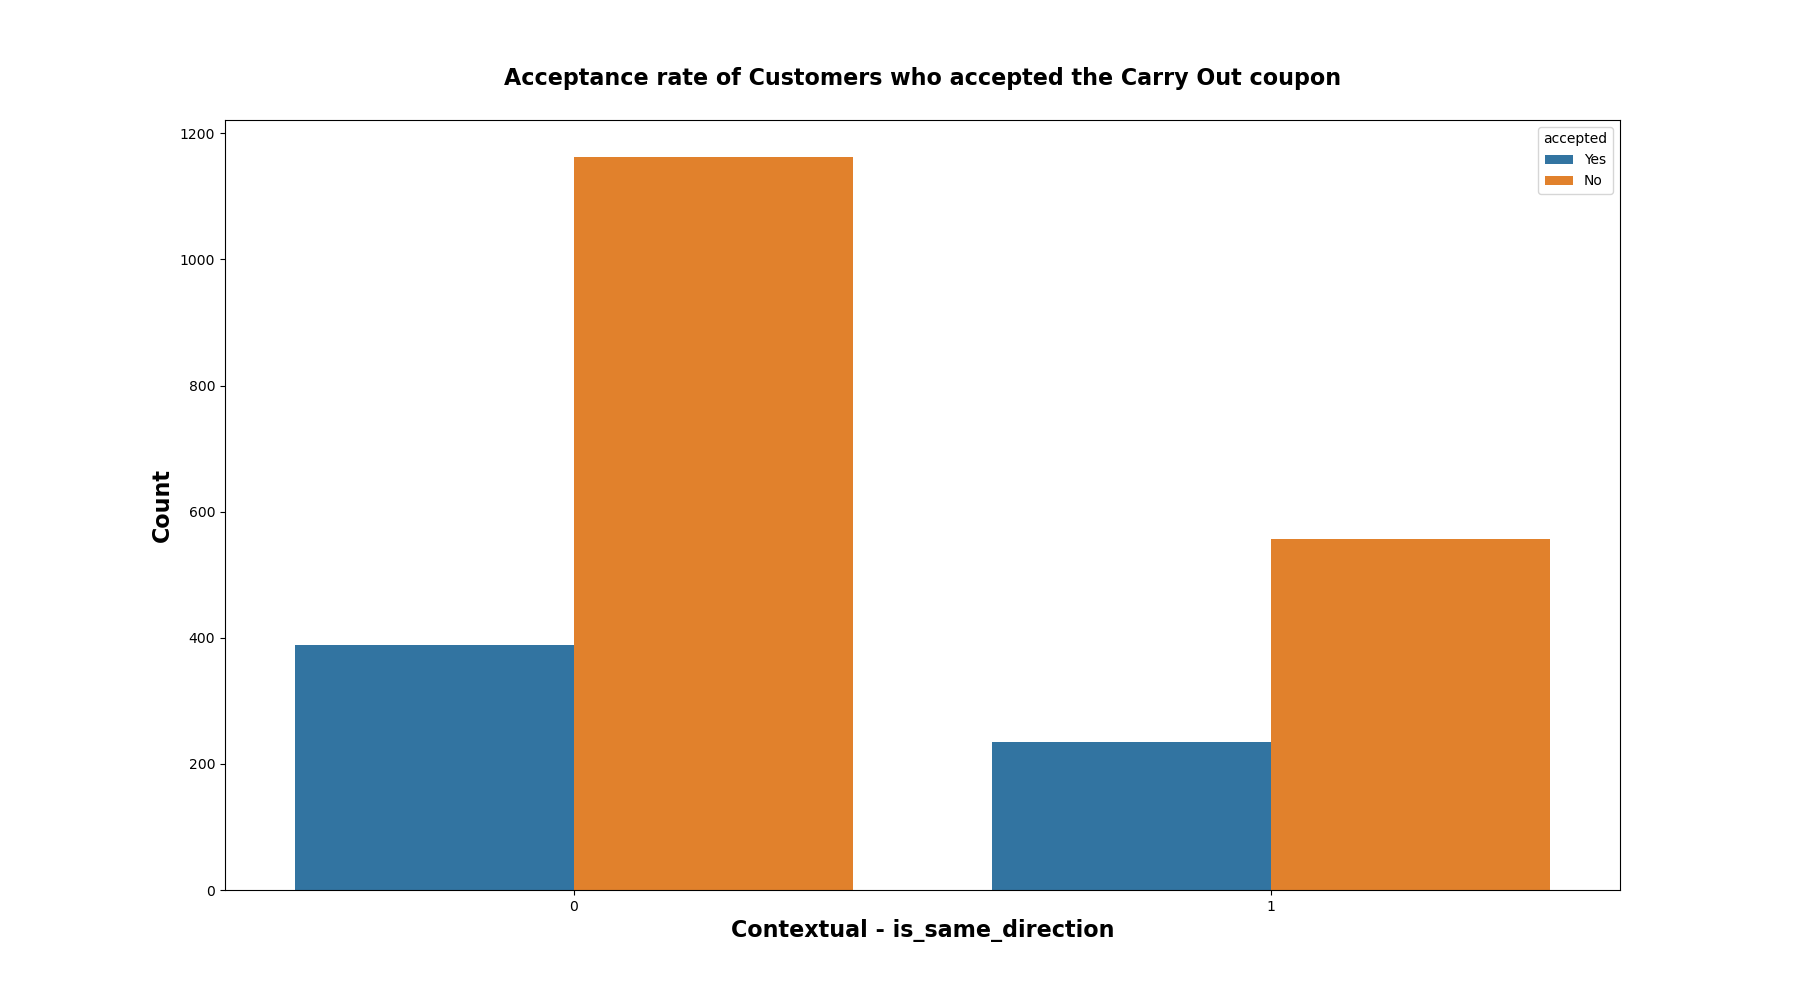 Acceptance rate of Customers who accepted the Carry Out coupon
1200
1000
800
600
400
200
0
Count
accepted
Yes
No
0
1
Contextual - is_same_direction